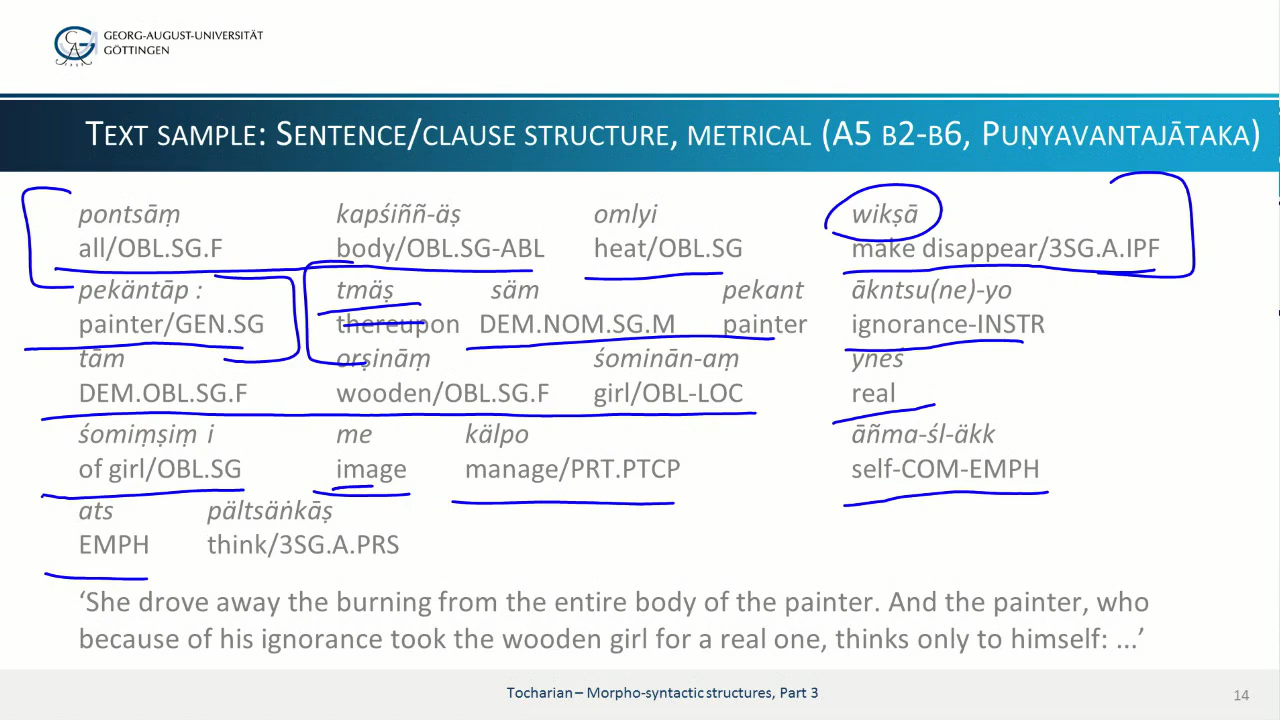 GEORG-AUGUST-UNIVERSITÄT
GÖTTINGEN
TEXT SAMPLE: SENTENCE/CLAUSE STRUCTURE, METRICAL (A5 B2-B6, PUṆYAVANTAJĀTAKA)
pontsāṃ kapśiññ-äṣ omlyi wikṣā
all/OBL.SG.F body/OBL.SG-ABL heat/OBL.SG make disappear/3SG.A.IPF
pekäntāp : tmäṣ säm pekant ākntsu(ne)-yo
painter/GEN.SG thereupon DEM.NOM.SG.M painter ignorance-INSTR
tām orṣināṃ śominān-aṃ ynes
DEM.OBL.SG.F wooden/OBL.SG.F girl/OBL-LOC real
śomiṃṣiṃ i me kälpo āñma-śl-äkk
of girl/OBL.SG image manage/PRT.PTCP self-COM-EMPH
ats pältsäṅkāṣ
EMPH think/3SG.A.PRS
‘She drove away the burning from the entire body of the painter. And the painter, who
because of his ignorance took the wooden girl for a real one, thinks only to himself: ...’
Tocharian – Morpho-syntactic structures, Part 3
14